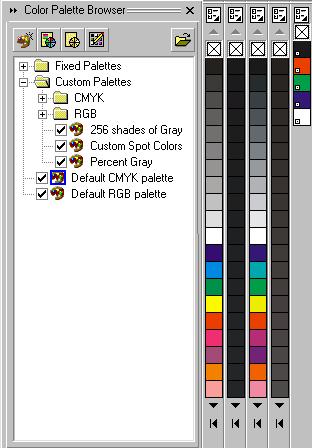 Color Palette Browser
Fixed Palettes
Custom Palettes
CMYK
RGB
256 shades of Gray
Custom Spot Colors
Percent Gray
Default CMYK palette
Default RGB palette